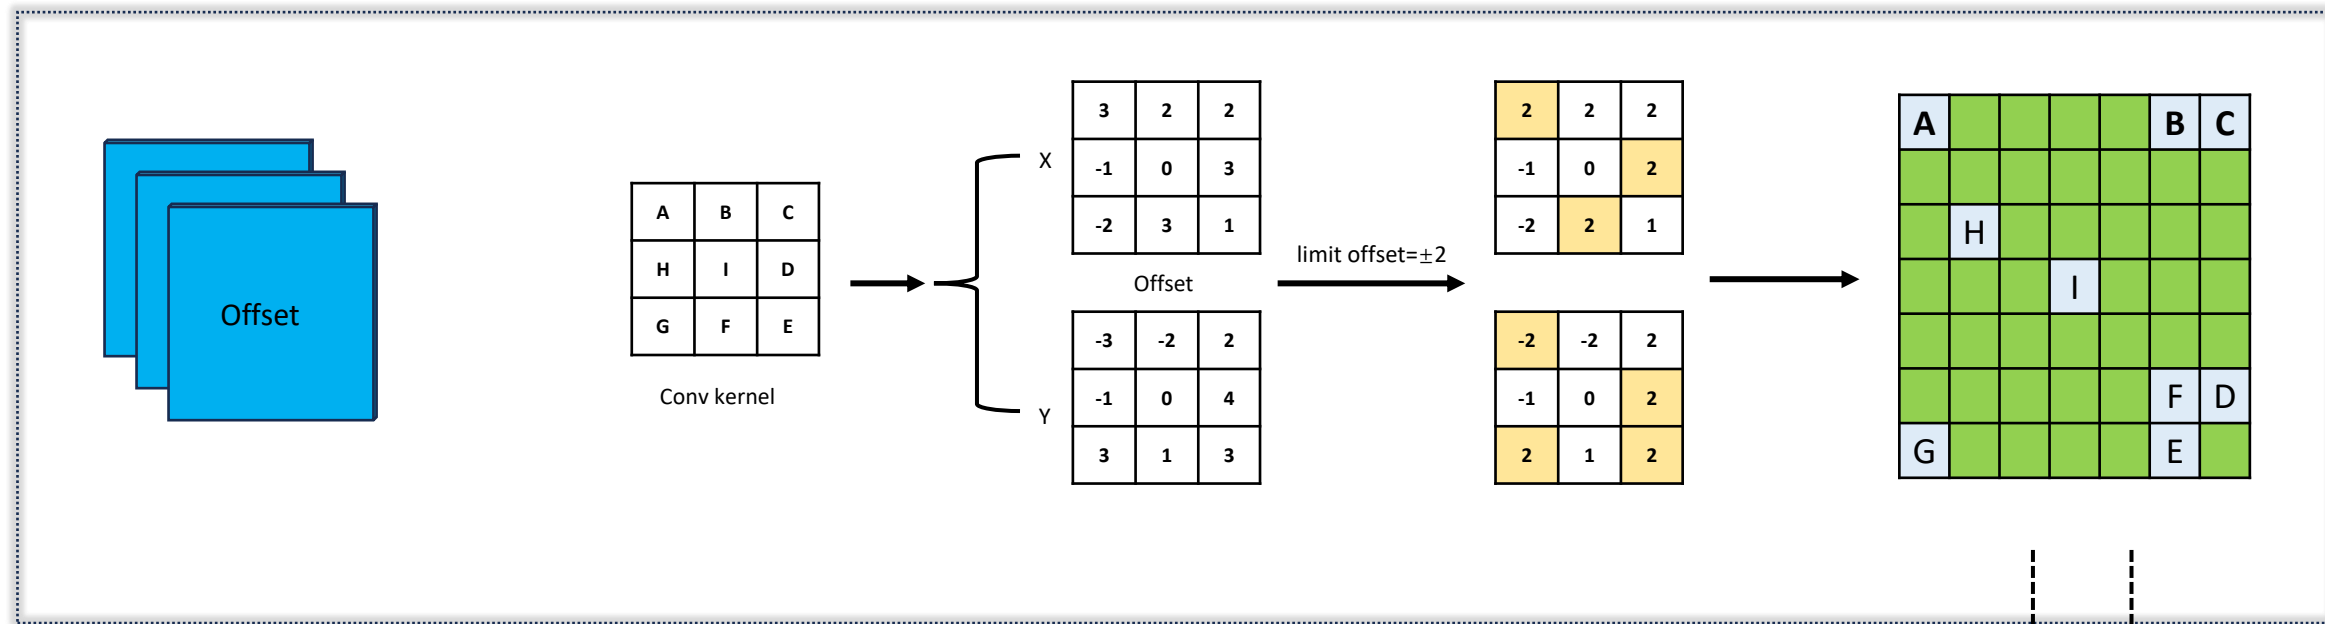 Offset
A B C
H I D
G F E
Conv kernel
X
3 2 2
-1 0 3
-2 3 1
Offset
Y
-3 -2 2
-1 0 4
3 1 3
limit offset=±2
2 2 2
-1 0 2
-2 2 1
-2 -2 2
-1 0 2
2 1 2
A B C
H
I
F D
G E